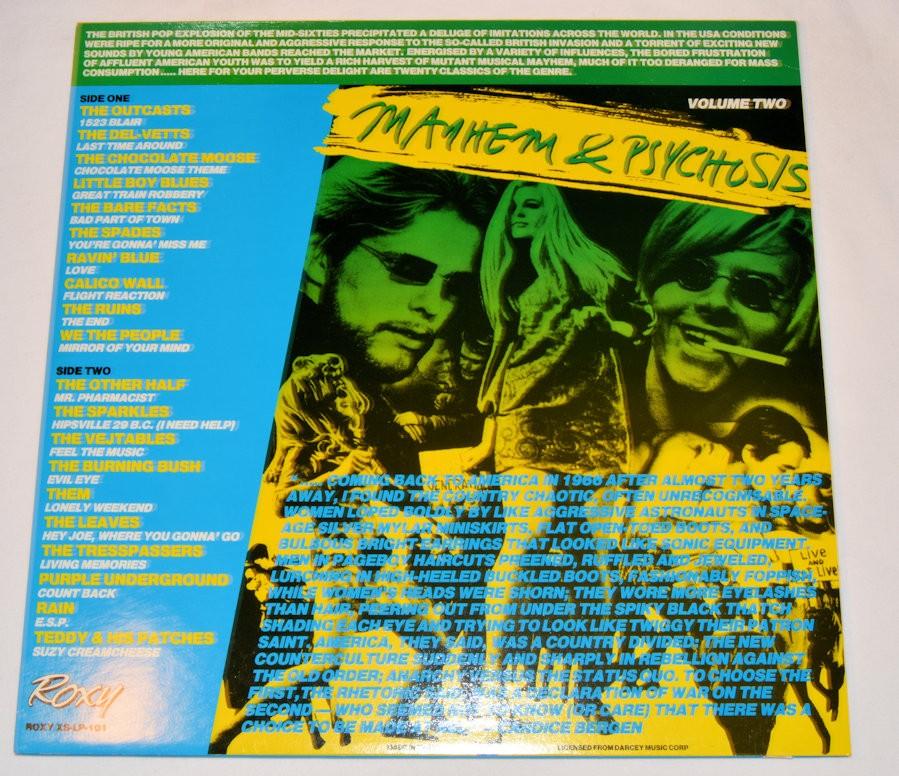 THE BRITISH POP EXPLOSION OF THE MID-SIXTIES PRECIPITATED A DELUGE OF IMITATIONS ACROSS THE WORLD. IN THE USA CONDITIONS
WERE RIPE FOR A MORE ORIGINAL AND AGGRESSIVE RESPONSE TO THE SO-CALLED BRITISH INVASION AND A TORRENT OF EXCITING NEW
SOUNDS BY YOUNG AMERICAN BANDS REACHED THE MARKET. ENERGISED BY A VARIETY OF INFLUENCES, THE BORED FRUSTRATION
OF AFFLUENT AMERICAN YOUTH WAS TO YIELD A RICH HARVEST OF MUTANT MUSICAL MAYHEM, MUCH OF IT TOO DERANGED FOR MASS
CONSUMPTION ..... HERE FOR YOUR PERVERSE DELIGHT ARE TWENTY CLASSICS OF THE GENRE.
VOLUME TWO
MAYHEM & PSYCHOSIS
SIDE ONE
THE OUTCASTS
1523 BLAIR
THE DEL-VETTS
LAST TIME AROUND
THE CHOCOLATE MOOSE
CHOCOLATE MOOSE THEME
LITTLE BOY BLUES
GREAT TRAIN ROBBERY
THE BARE FACTS
BAD PART OF TOWN
THE SPADES
YOU'RE GONNA' MISS ME
RAVIN' BLUE
LOVE
CALICO WALL
FLIGHT REACTION
THE RUINS
THE END
WE THE PEOPLE
MIRROR OF YOUR MIND
SIDE TWO
THE OTHER HALF
MR. PHARMACIST
THE SPARKLES
HIPSVILLE 29 B.C. (I NEED HELP)
THE VEJTABLES
FEEL THE MUSIC
THE BURNING BUSH
EVIL EYE
THEM
LONELY WEEKEND
THE LEAVES
HEY JOE, WHERE YOU GONNA' GO
THE TRESSPASSERS
LIVING MEMORIES
PURPLE UNDERGROUND
COUNT BACK
RAIN
E.S.P.
TEDDY & HIS PATCHES
SUZY CREAMCHEESE
Roxy
ROXY XS-LP-101
"..... COMING BACK TO AMERICA IN 1966 AFTER ALMOST TWO YEARS
AWAY, I FOUND THE COUNTRY CHAOTIC, OFTEN UNRECOGNISABLE.
WOMEN LOPED BOLDLY BY LIKE AGGRESSIVE ASTRONAUTS IN SPACE-
AGE SILVER MYLAR MINISKIRTS, FLAT OPEN-TOED BOOTS, AND
BULBOUS BRIGHT EARRINGS THAT LOOKED LIKE SONIC EQUIPMENT.
MEN IN PAGEBOY HAIRCUTS PREENED, RUFFLED AND JEWELED,
LURCHING IN HIGH-HEELED BUCKLED BOOTS, FASHIONABLY FOPPISH.
WHILE WOMEN'S HEADS WERE SHORN, THEY WORE MORE EYELASHES
THAN HAIR, PEERING OUT FROM UNDER THE SPIKY BLACK THATCH
SHADING EACH EYE AND TRYING TO LOOK LIKE TWIGGY THEIR PATRON
SAINT. AMERICA, THEY SAID, WAS A COUNTRY DIVIDED: THE NEW
COUNTERCULTURE SUDDENLY AND SHARPLY IN REBELLION AGAINST
THE OLD ORDER; ANARCHY VERSUS THE STATUS QUO. TO CHOOSE THE
FIRST, THE RHETORIC A DECLARATION OF WAR ON THE
SECOND — WHO SEEMED KNOW (OR CARE) THAT THERE WAS A
CHOICE TO BE MADE CANDICE BERGEN
Live
AND
Live
LICENSED FROM DARCEY MUSIC CORP